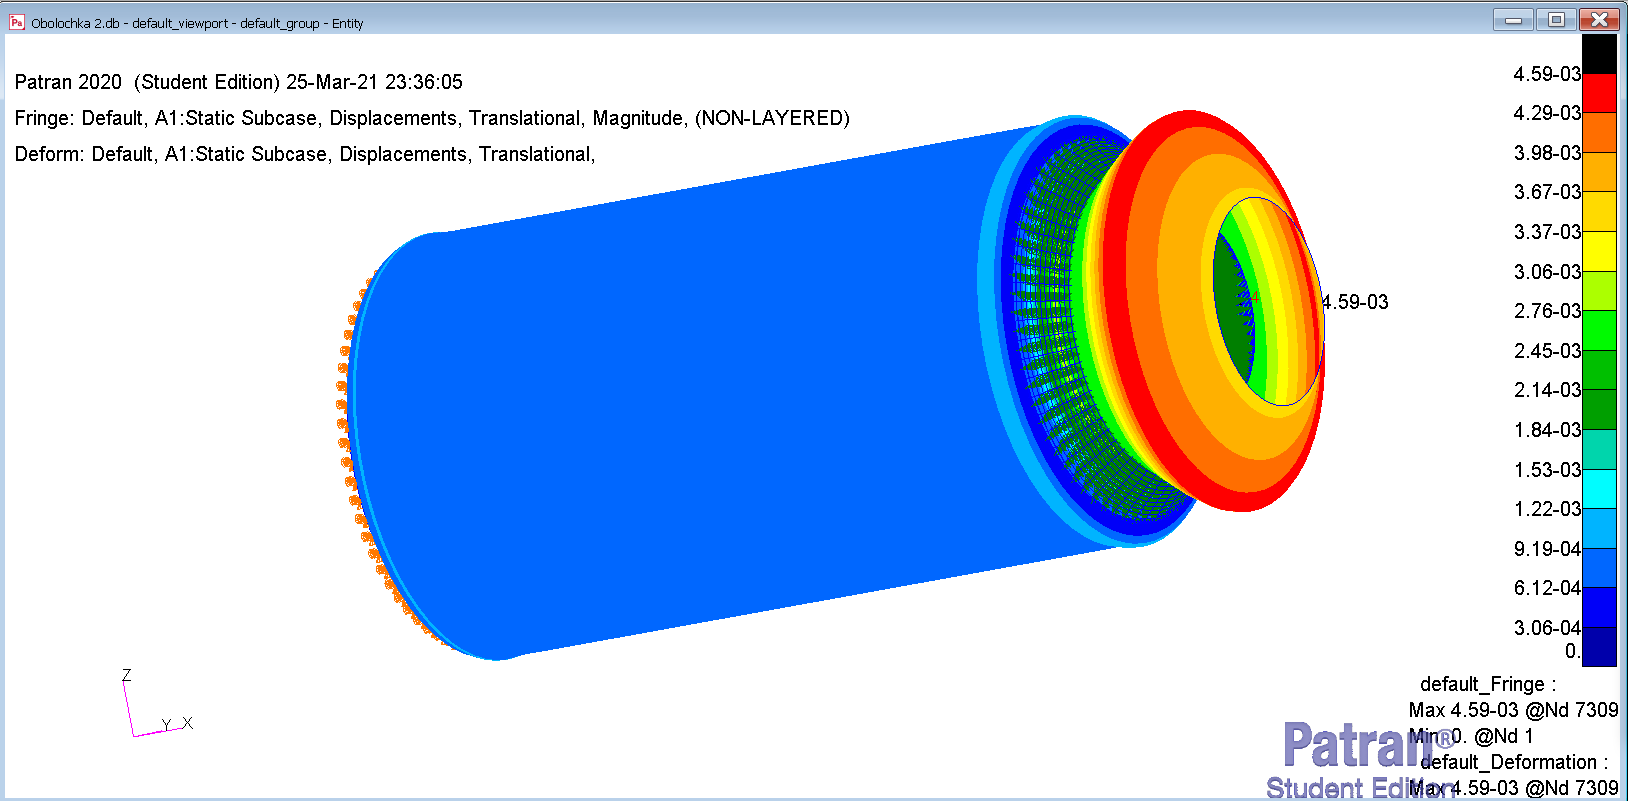 Obolochka 2.db - default_viewport - default_group - Entity
Patran 2020 (Student Edition) 25-Mar-21 23:36:05
Fringe: Default, A1:Static Subcase, Displacements, Translational, Magnitude, (NON-LAYERED)
Deform: Default, A1:Static Subcase, Displacements, Translational,
4.59-03
4.29-03
3.98-03
3.67-03
3.37-03
3.06-03
2.76-03
2.45-03
2.14-03
1.84-03
1.53-03
1.22-03
9.19-04
6.12-04
3.06-04
0.
4.59-03
Z
Y X
default_Fringe :
Max 4.59-03 @Nd 7309
Min 0. @Nd 1
default_Deformation :
Max 4.59-03 @Nd 7309
Patran®
Student Edition